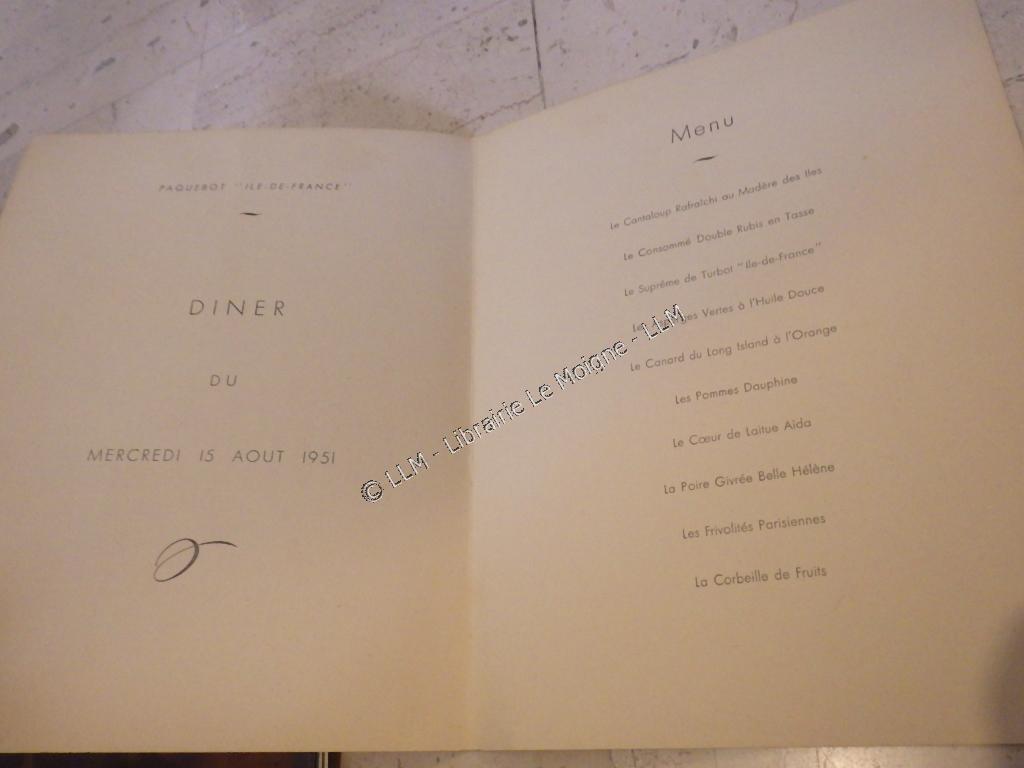 PAQUEBOT "ILE-DE-FRANCE"
DINER
DU
MERCREDI 15 AOUT 1951
Menu
Le Cantaloup Rafraîchi au Madère des Iles
Le Consommé Double Rubis en Tasse
Le Suprême de Turbot "Ile-de-France"
Vertes à l'Huile Douce
Le Canard du Long Island à l'Orange
Les Pommes Dauphine
Le Cœur de Laitue Aïda
La Poire Givrée Belle Hélène
Les Frivolités Parisiennes
La Corbeille de Fruits
© LLM - Librairie Le Moigne - LLM